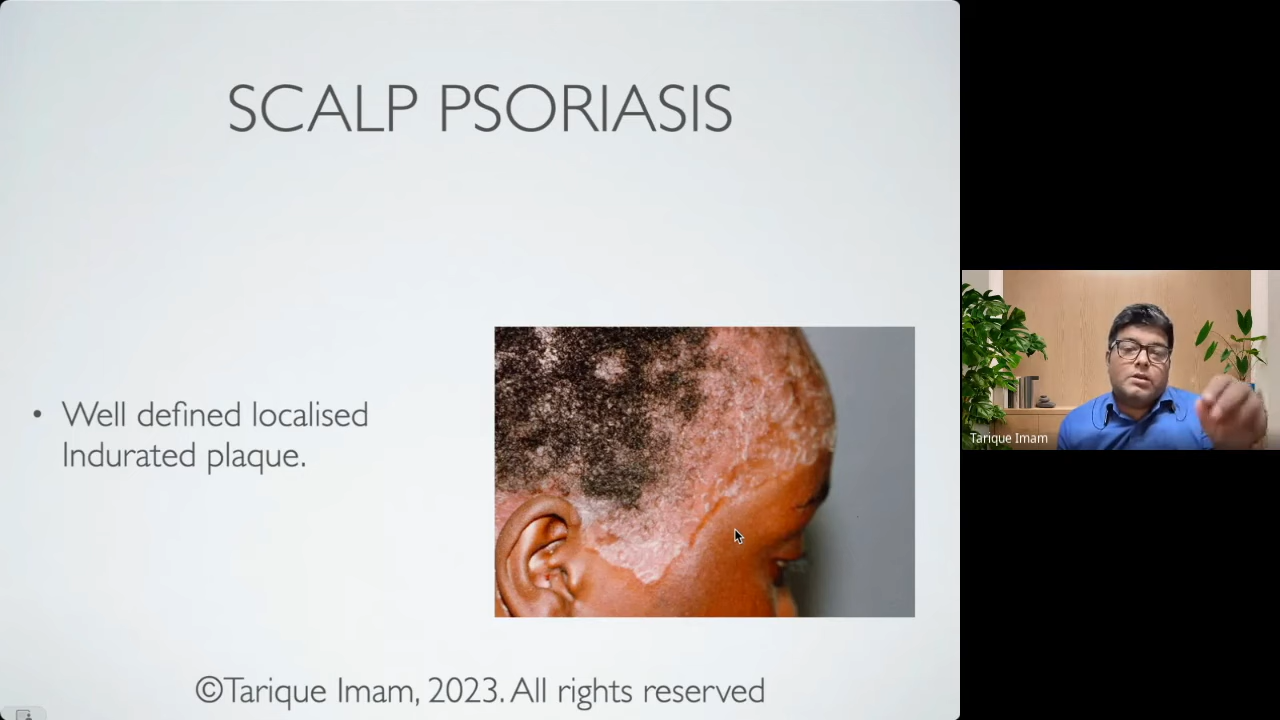 SCALP PSORIASIS
• Well defined localised
Indurated plaque.
Tarique Imam
©Tarique Imam, 2023. All rights reserved